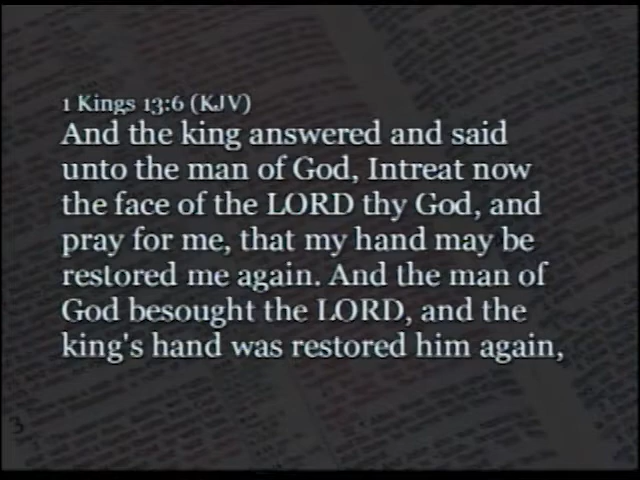 1 Kings 13:6 (KJV)
And the king answered and said
unto the man of God, Intreat now
the face of the LORD thy God, and
pray for me, that my hand may be
restored me again. And the man of
God besought the LORD, and the
king's hand was restored him again,
3